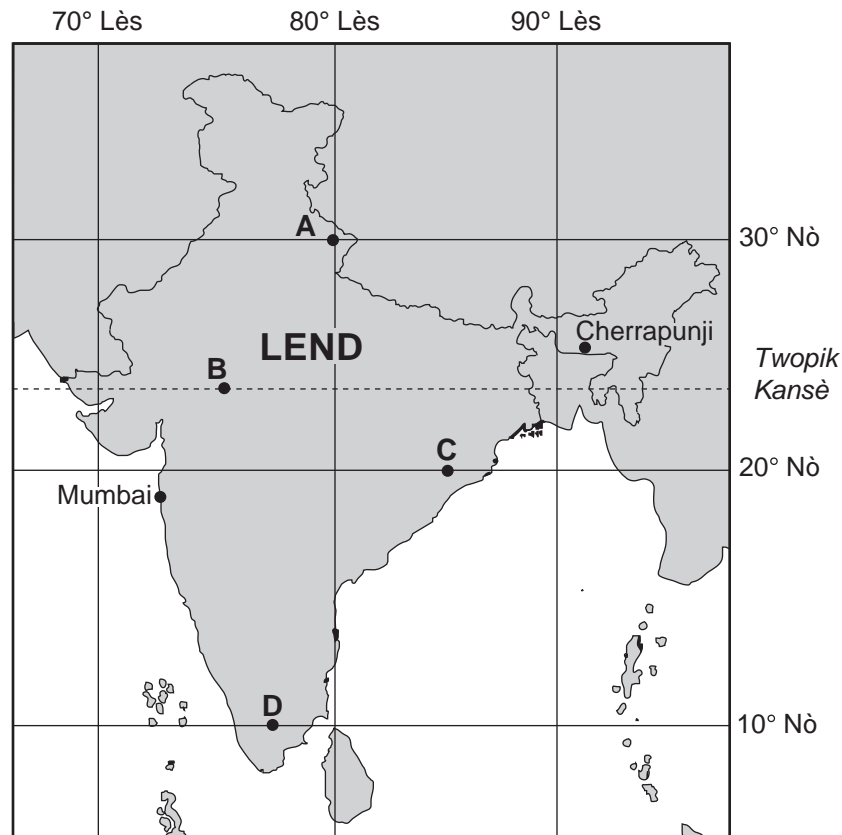 70° Lès 80° Lès 90° Lès
A
30° Nò
Cherrapunji
LEND
Twopik
Kansè
B
C
20° Nò
Mumbai
D
10° Nò